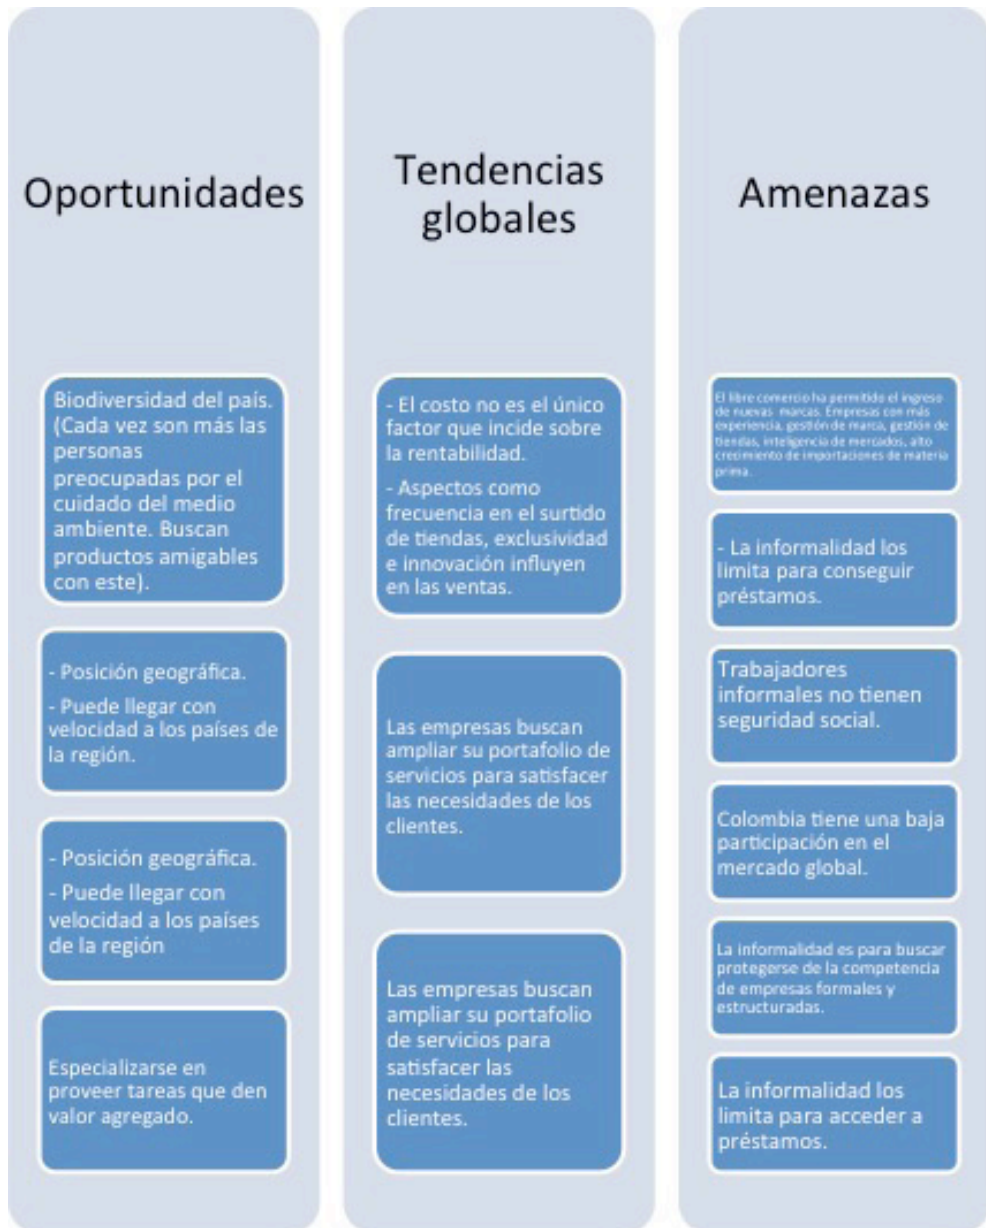 Oportunidades
Biodiversidad del país.
(Cada vez son más las
personas
preocupadas por el
cuidado del medio
ambiente. Buscan
productos amigables
con este).
- Posición geográfica.
- Puede llegar con
velocidad a los países de
la región.
- Posición geográfica.
- Puede llegar con
velocidad a los países
de la región
Especializarse en
proveer tareas que den
valor agregado.
Tendencias
globales
- El costo no es el único
factor que incide sobre
la rentabilidad.
- Aspectos como
frecuencia en el surtido
de tiendas, exclusividad
e innovación influyen
en las ventas.
Las empresas buscan
ampliar su portafolio de
servicios para satisfacer
las necesidades de los
clientes.
Las empresas buscan
ampliar su portafolio
de servicios para
satisfacer las
necesidades de los
clientes.
Amenazas
El libre comercio ha permitido el ingreso
de nuevas marcas. Empresas con más
experiencia, gestión de marca, gestión de
tiendas, inteligencia de mercados, alto
crecimiento de importaciones de materia
prima.
- La informalidad los
limita para conseguir
préstamos.
Trabajadores
informales no tienen
seguridad social.
Colombia tiene una baja
participación en el
mercado global.
La informalidad es para buscar
protegerse de la competencia
de empresas formales y
estructuradas.
La informalidad los
limita para acceder a
préstamos.